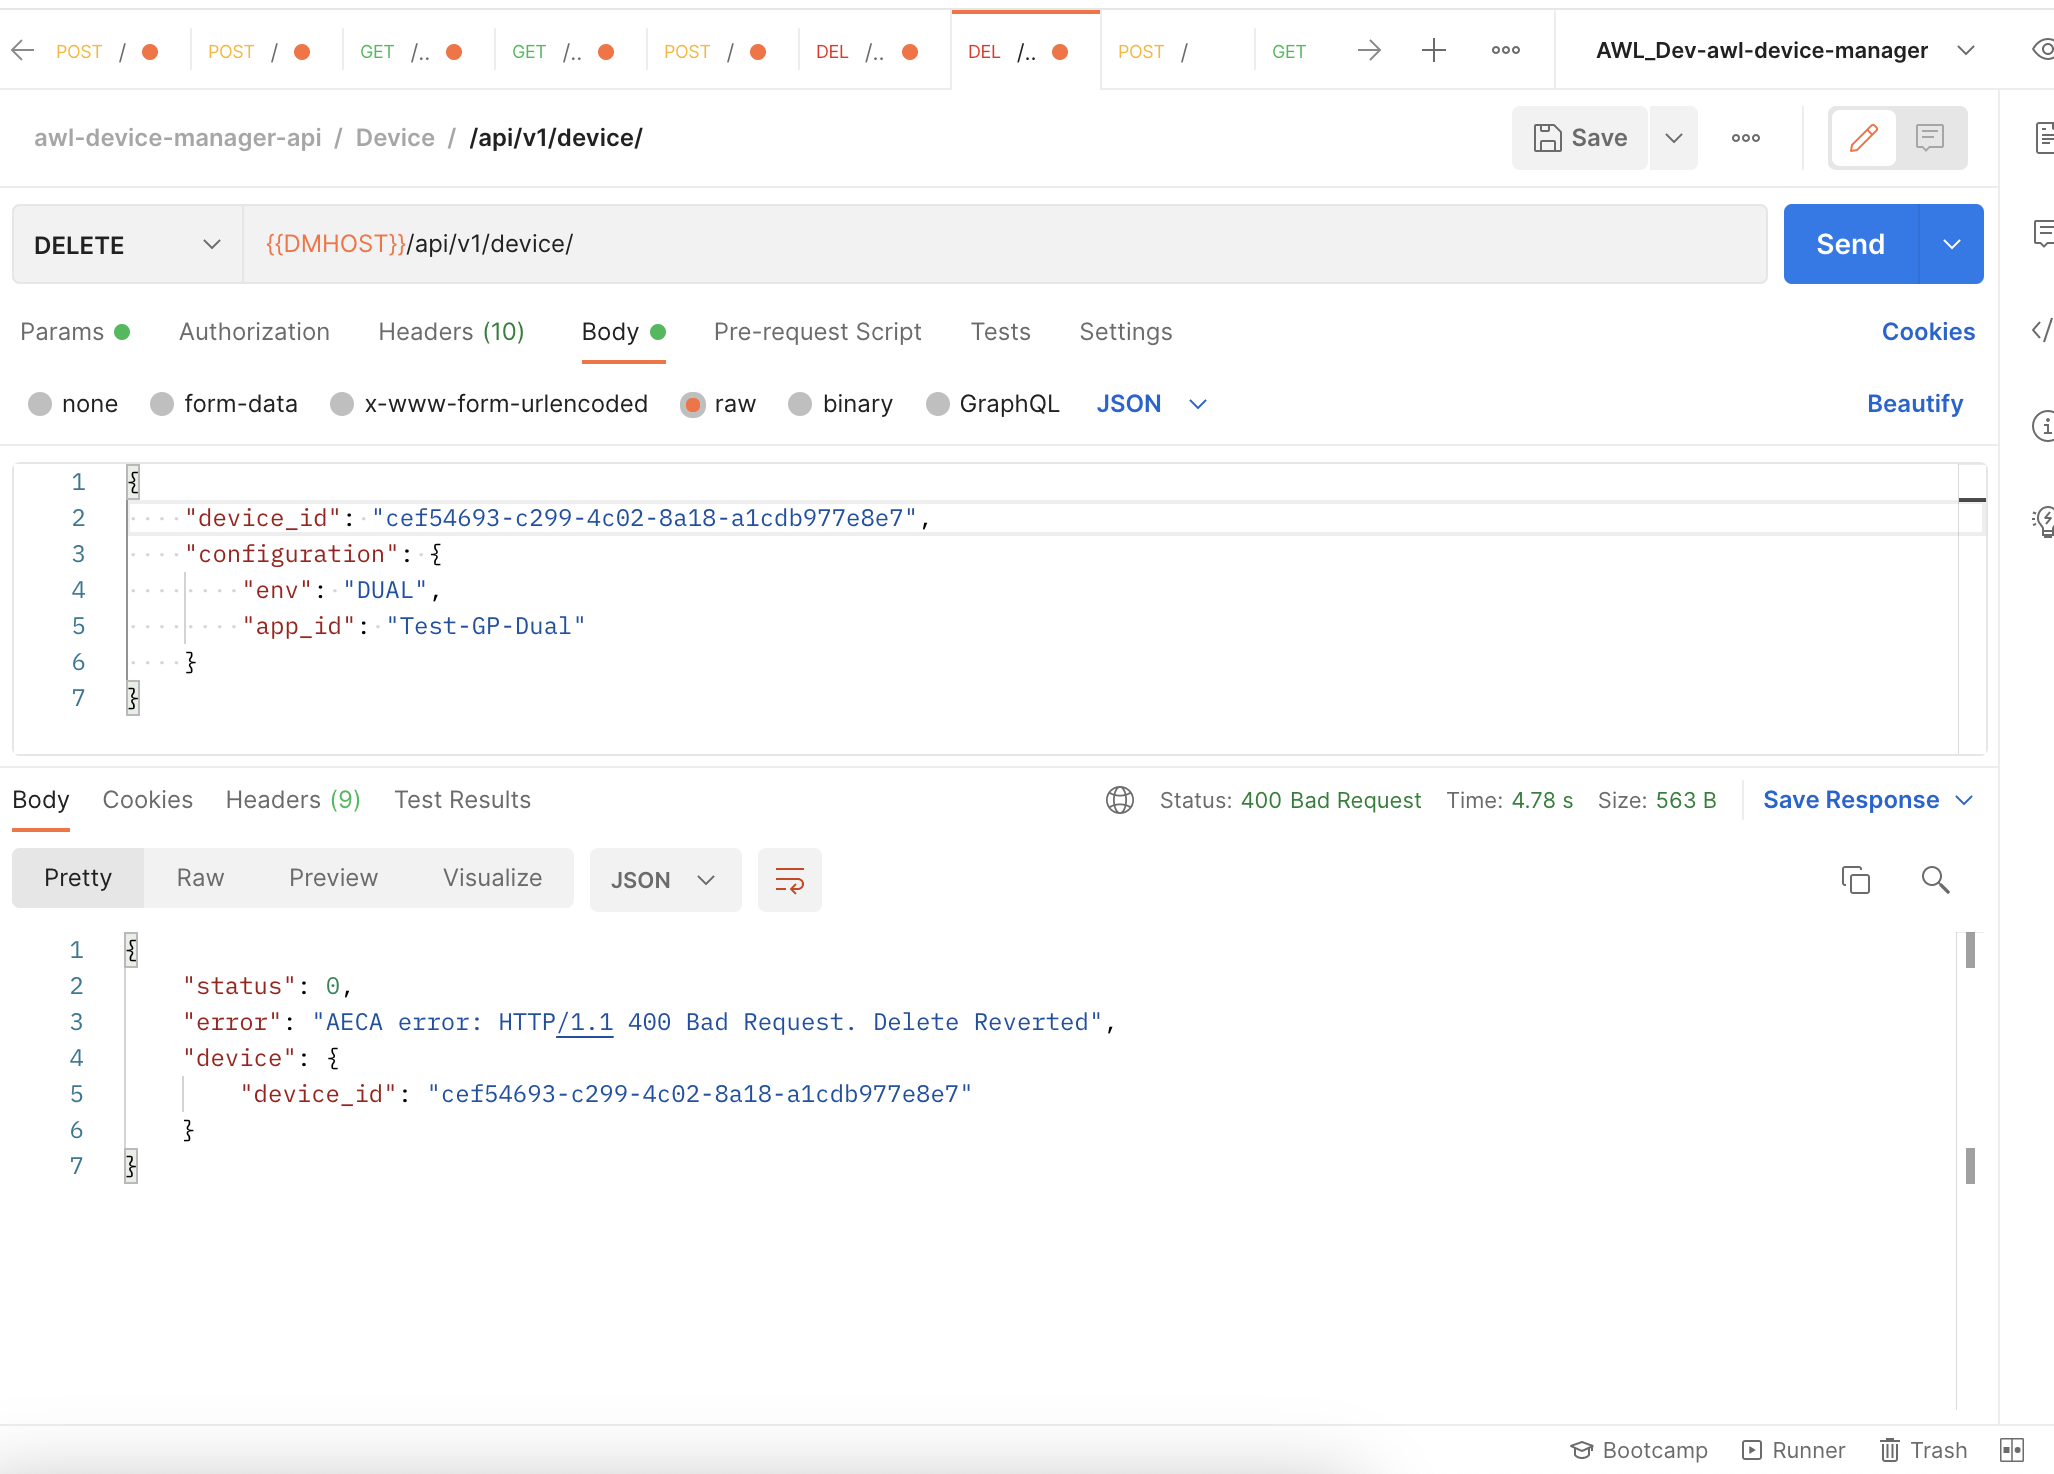 POST / POST / GET /.. GET /.. POST / DEL /.. DEL /.. POST / GET AWL_Dev-awl-device-manager
awl-device-manager-api / Device / /api/v1/device/ Save
DELETE {{DMHOST}}/api/v1/device/ Send
Params Authorization Headers (10) Body Pre-request Script Tests Settings Cookies
none form-data x-www-form-urlencoded raw binary GraphQL JSON Beautify
1 {
2 "device_id": "cef54693-c299-4c02-8a18-a1cdb977e8e7",
3 "configuration": {
4 "env": "DUAL",
5 "app_id": "Test-GP-Dual"
6 }
7 }
Body Cookies Headers (9) Test Results Status: 400 Bad Request Time: 4.78 s Size: 563 B Save Response
Pretty Raw Preview Visualize JSON
1 {
2 "status": 0,
3 "error": "AECA error: HTTP/1.1 400 Bad Request. Delete Reverted",
4 "device": {
5 "device_id": "cef54693-c299-4c02-8a18-a1cdb977e8e7"
6 }
7 }
Bootcamp Runner Trash